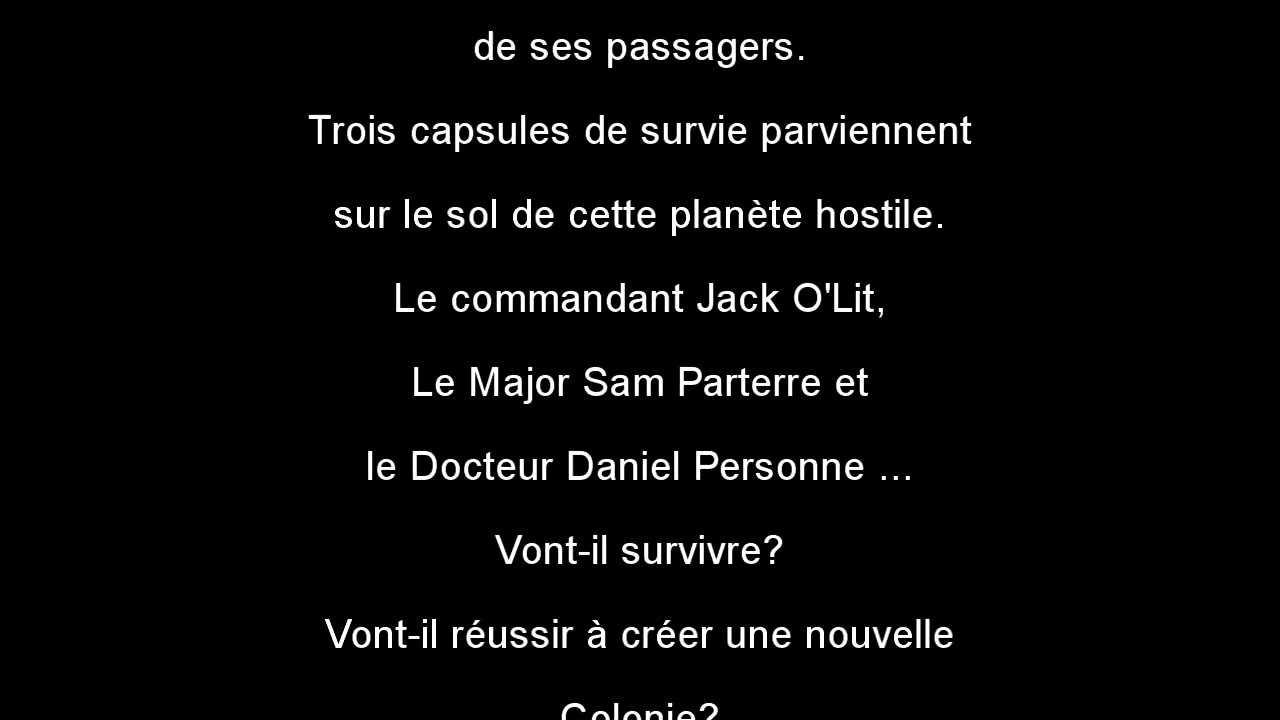 de ses passagers.
Trois capsules de survie parviennent
sur le sol de cette planète hostile.
Le commandant Jack O'Lit,
Le Major Sam Parterre et
le Docteur Daniel Personne ...
Vont-il survivre?
Vont-il réussir à créer une nouvelle
Colonie?